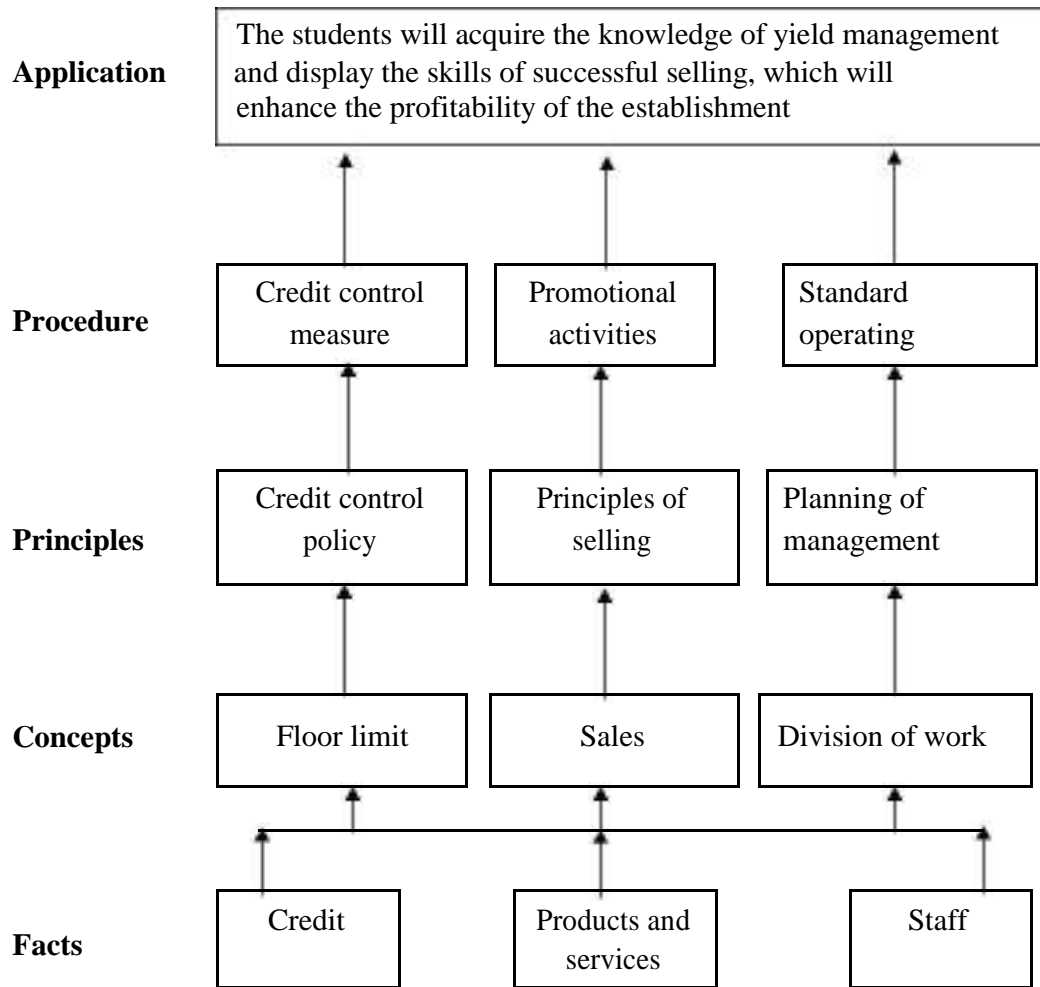 The students will acquire the knowledge of yield management
Application
and display the skills of successful selling, which will
enhance the profitability of the establishment
Credit control
measure
Promotional
activities
Standard
operating
Procedure
Credit control
policy
Principles of
selling
Planning of
management
Principles
Concepts
Floor limit
Sales
Division of work
Credit
Products and
services
Staff
Facts